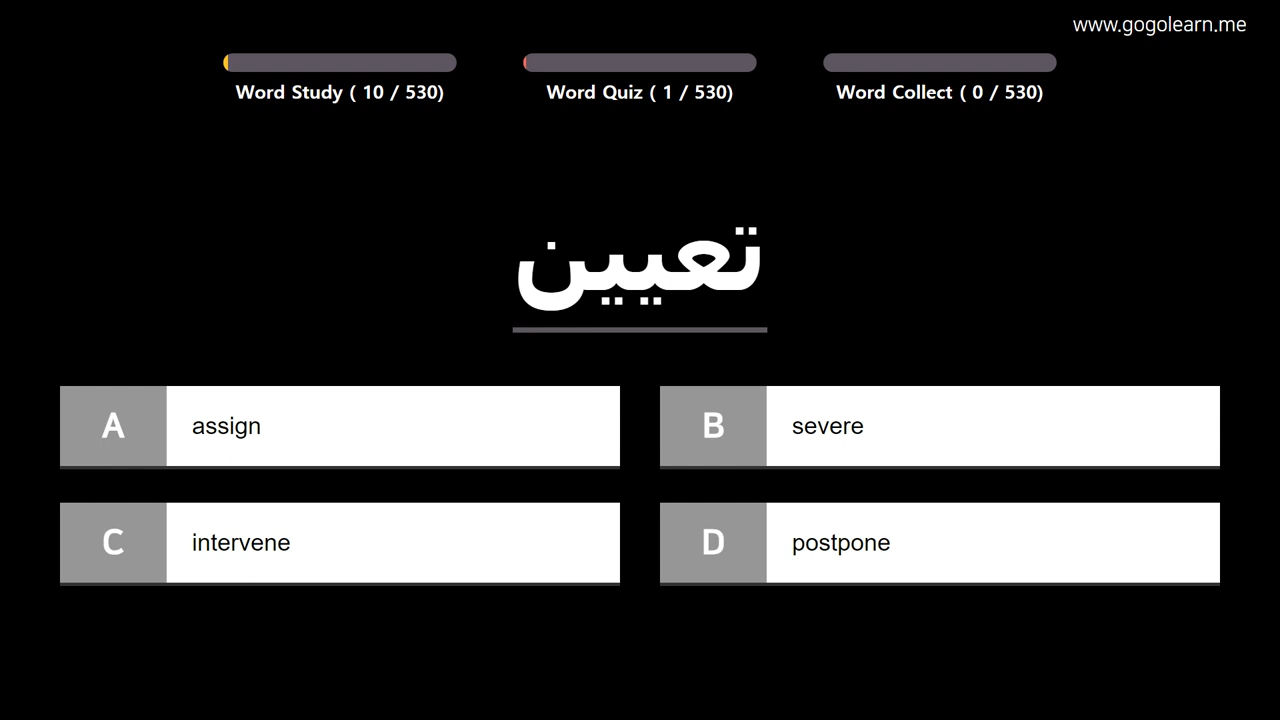 www.gogolearn.me
Word Study ( 10 / 530)
Word Quiz ( 1 / 530)
Word Collect ( 0 / 530)
تعيين
A assign
B severe
C intervene
D postpone